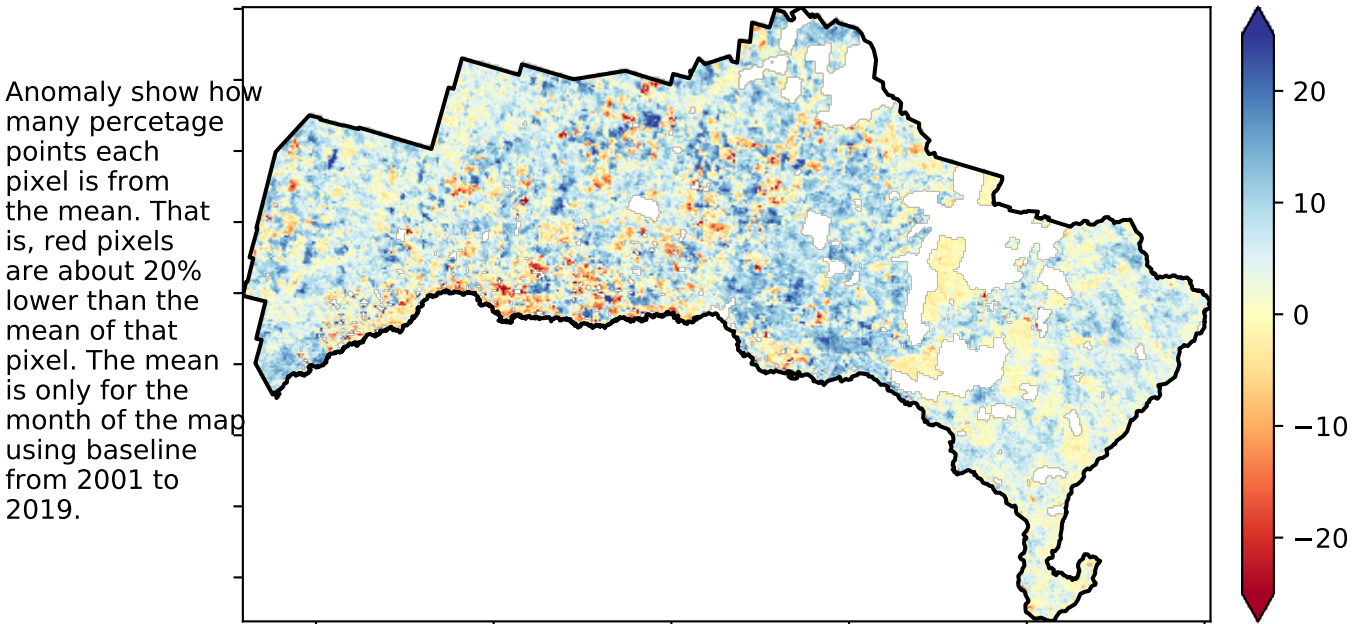 Anomaly show how
many percetage
points each
pixel is from
the mean. That
is, red pixels
are about 20%
lower than the
mean of that
pixel. The mean
is only for the
month of the map
using baseline
from 2001 to
2019.
20
10
0
−10
−20